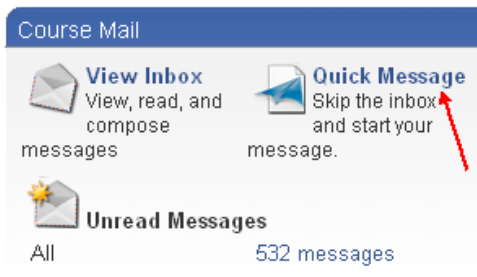 Course Mail
View Inbox
View, read, and
compose
messages
Quick Message
Skip the inbox
and start your
message.
Unread Messages
All
532 messages